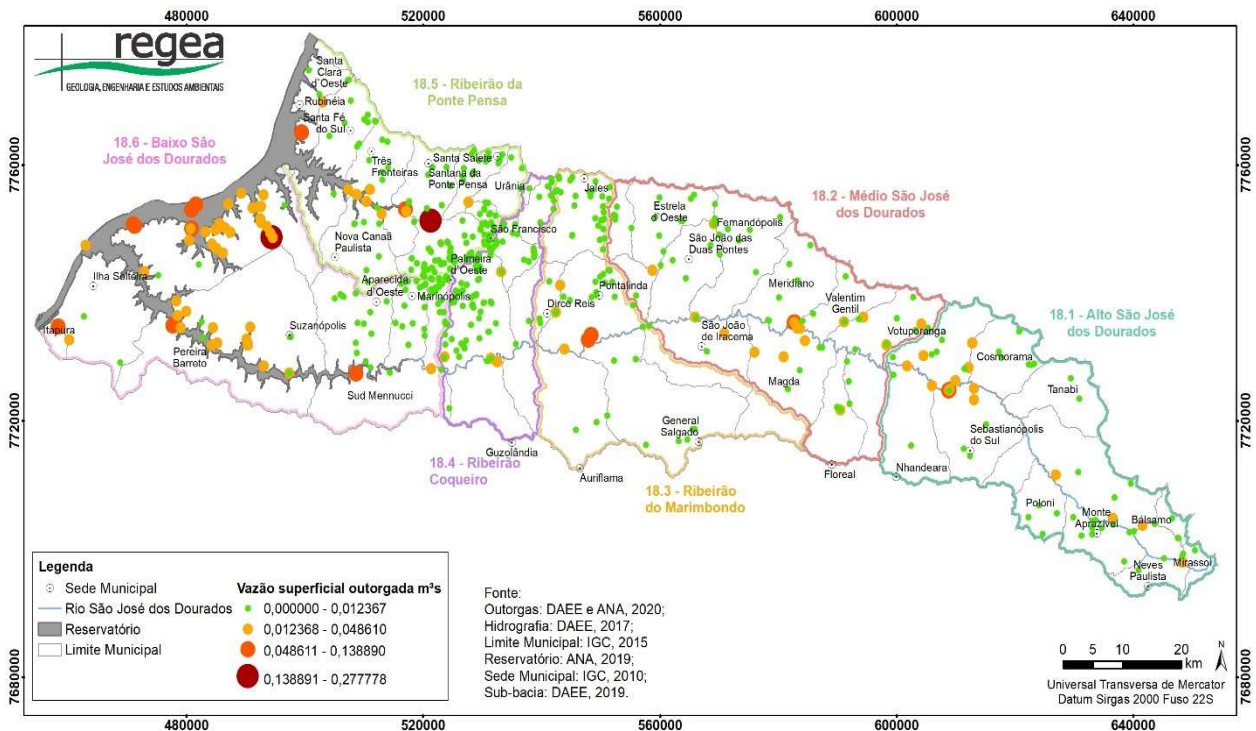 480000 520000 560000 600000 640000
regea
GEOLOGIA, ENGENHARIA E ESTUDOS AMBIENTAIS
7760000
7720000
7680000
7760000
7720000
7680000
18.5 - Ribeirão da
Ponte Pensa
18.6 - Baixo São
José dos Dourados
18.2 - Médio São José
dos Dourados
18.1 - Alto São José
dos Dourados
18.4 - Ribeirão
Coqueiro
18.3 - Ribeirão
do Marimbondo
Santa
Clara
d'Oeste
Rubinéia
Santa Fé
do Sul
Três
Fronteiras
Santa Salete
Santana da
Ponte Pensa
Urânia
Jales
São Francisco
Nova Canaã
Paulista
Palmeira
d'Oeste
Aparecida
d'Oeste
Marinópolis
Ilha Solteira
Itapura
Pereira
Barreto
Suzanópolis
Sud Mennucci
Dirce Reis
Pontalinda
Estrela
d'Oeste
Fernandópolis
São João das
Duas Pontes
Meridiano
Valentim
Gentil
Votuporanga
São João
de Iracema
Magda
General
Salgado
Guzolândia
Auriflama
Floreal
Nhandeara
Cosmorama
Tanabi
Sebastianópolis
do Sul
Poloni
Monte
Aprazível
Bálsamo
Mirassol
Neves
Paulista
Legenda
Sede Municipal
Rio São José dos Dourados
Reservatório
Limite Municipal
Vazão superficial outorgada m³s
0,000000 - 0,012367
0,012368 - 0,048610
0,048611 - 0,138890
0,138891 - 0,277778
Fonte:
Outorgas: DAEE e ANA, 2020;
Hidrografia: DAEE, 2017;
Limite Municipal: IGC, 2015
Reservatório: ANA, 2019;
Sede Municipal: IGC, 2010;
Sub-bacia: DAEE, 2019.
0 5 10 20
km
N
Universal Transversa de Mercator
Datum Sirgas 2000 Fuso 22S
480000 520000 560000 600000 640000